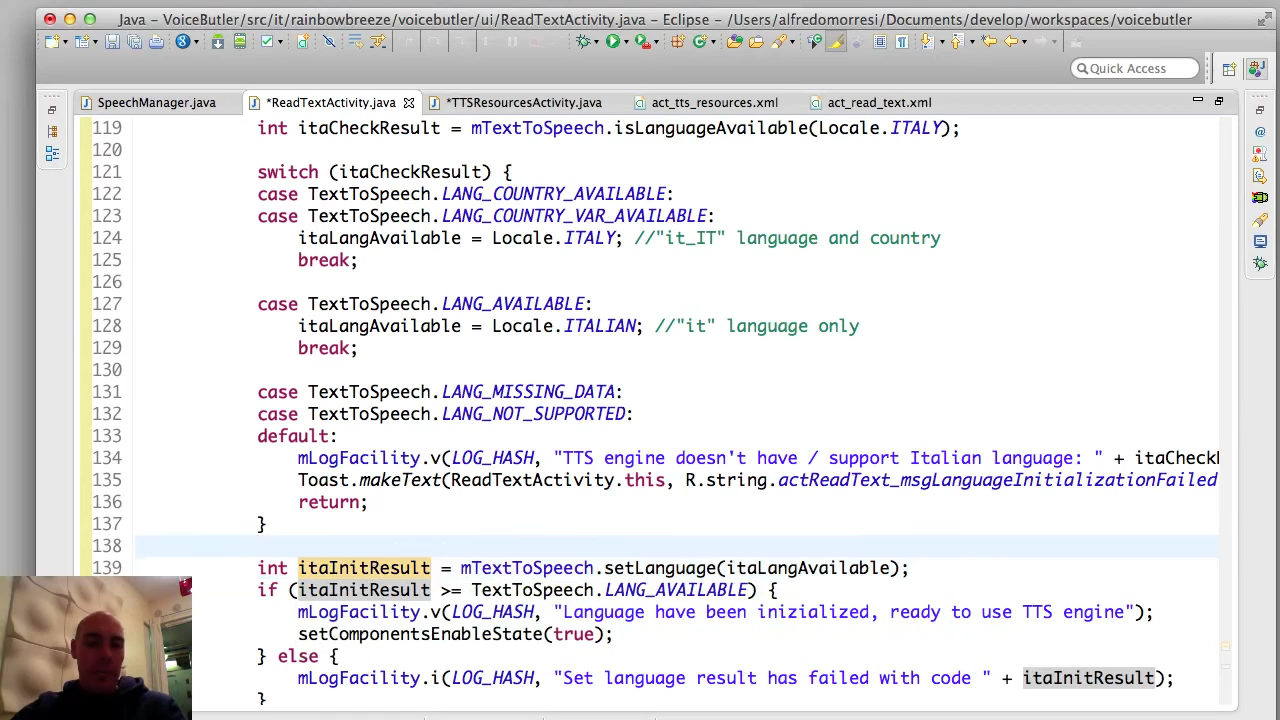 Java – VoiceButler/src/it/rainbowbreeze/voicebutler/ui/ReadTextActivity.java – Eclipse – /Users/alfredomorresi/Documents/develop/workspaces/voicebutler
Quick Access
SpeechManager.java
*ReadTextActivity.java
*TTSResourcesActivity.java
act_tts_resources.xml
act_read_text.xml
119 int itaCheckResult = mTextToSpeech.isLanguageAvailable(Locale.ITALY);
120
121 switch (itaCheckResult) {
122 case TextToSpeech.LANG_COUNTRY_AVAILABLE:
123 case TextToSpeech.LANG_COUNTRY_VAR_AVAILABLE:
124 itaLangAvailable = Locale.ITALY; //"it_IT" language and country
125 break;
126
127 case TextToSpeech.LANG_AVAILABLE:
128 itaLangAvailable = Locale.ITALIAN; //"it" language only
129 break;
130
131 case TextToSpeech.LANG_MISSING_DATA:
132 case TextToSpeech.LANG_NOT_SUPPORTED:
133 default:
134 mLogFacility.v(LOG_HASH, "TTS engine doesn't have / support Italian language: " + itaCheck
135 Toast.makeText(ReadTextActivity.this, R.string.actReadText_msgLanguageInitializationFailed
136 return;
137 }
138
139 int itaInitResult = mTextToSpeech.setLanguage(itaLangAvailable);
if (itaInitResult >= TextToSpeech.LANG_AVAILABLE) {
mLogFacility.v(LOG_HASH, "Language have been inizialized, ready to use TTS engine");
setComponentsEnableState(true);
} else {
mLogFacility.i(LOG_HASH, "Set language result has failed with code " + itaInitResult);
}